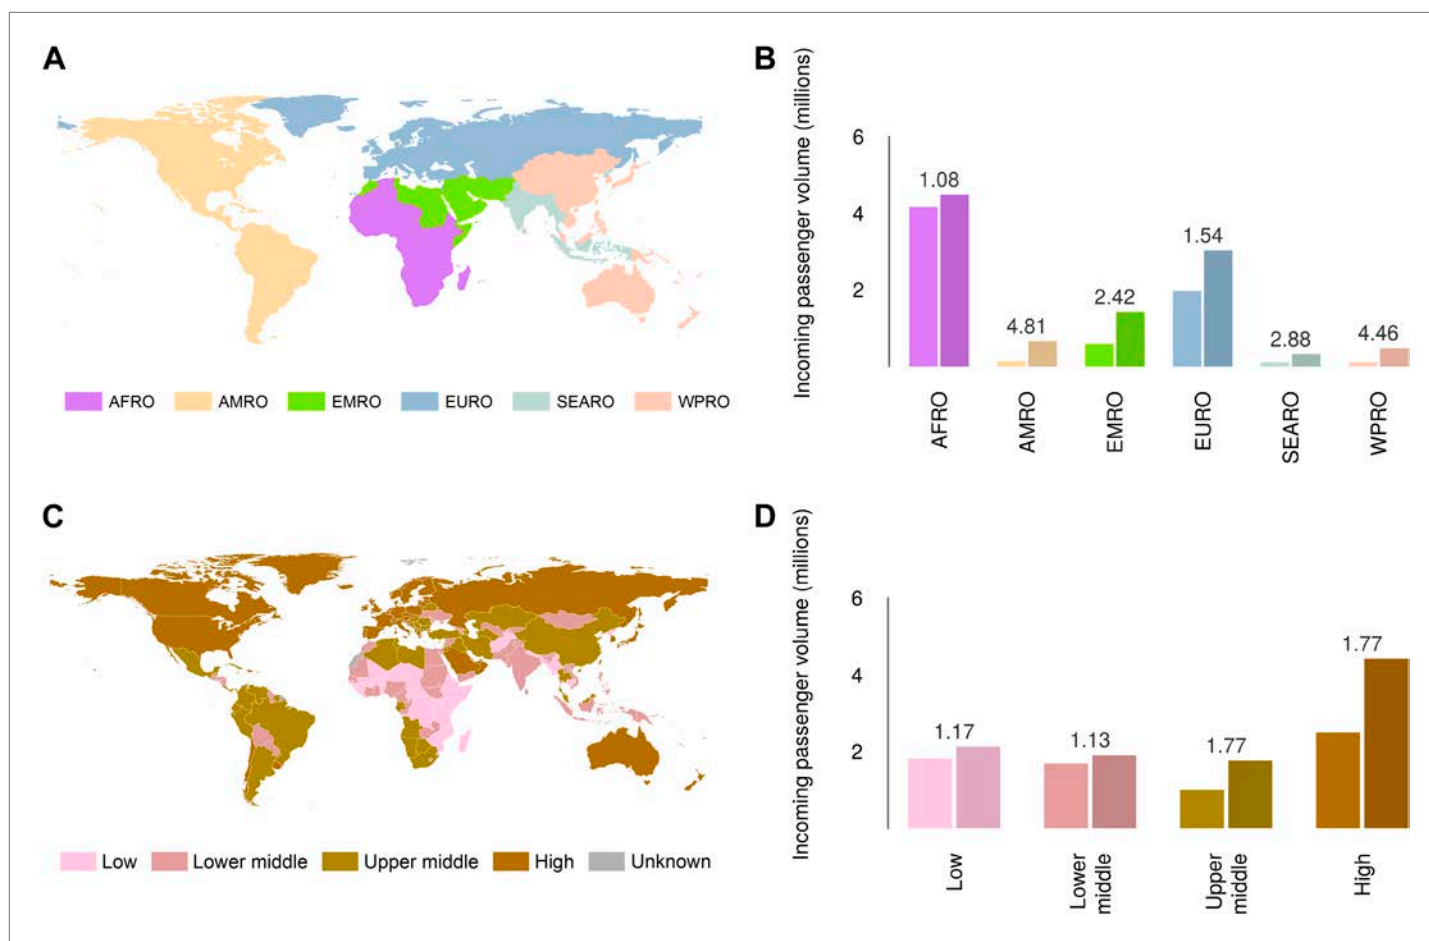 A
AFRO AMRO EMRO EURO SEARO WPRO
B
Incoming passenger volume (millions)
6
4
2
1.08
4.81
2.42
1.54
2.88
4.46
AFRO
AMRO
EMRO
EURO
SEARO
WPRO
C
Low Lower middle Upper middle High Unknown
D
Incoming passenger volume (millions)
6
4
2
1.17
1.13
1.77
1.77
Low
Lower
middle
Upper
middle
High